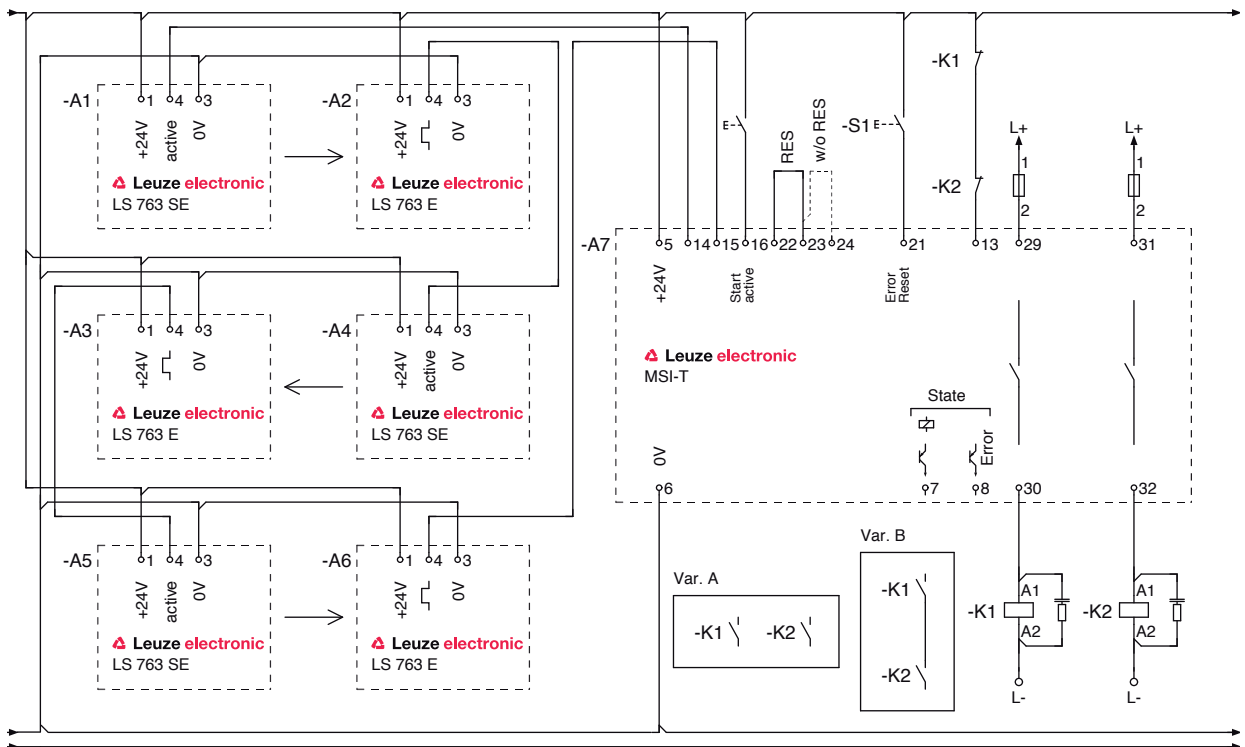 -A1
1 4 3
+24V
active
0V
Leuze electronic
LS 763 SE
-A2
1 4 3
+24V
0V
Leuze electronic
LS 763 E
-A3
1 4 3
+24V
0V
Leuze electronic
LS 763 E
-A4
1 4 3
+24V
active
0V
Leuze electronic
LS 763 SE
-A5
1 4 3
+24V
active
0V
Leuze electronic
LS 763 SE
-A6
1 4 3
+24V
0V
Leuze electronic
LS 763 E
RES
w/o RES
-S1
-K1
-K2
L+
1
2
L+
1
2
-A7
5 14 15 16 22 23 24 21 13 29 31
+24V
Start
active
Error
Reset
Leuze electronic
MSI-T
State
Error
0V
6 7 8 30 32
Var. A
-K1 -K2
Var. B
-K1
-K2
-K1
A1
A2
L-
-K2
A1
A2
L-